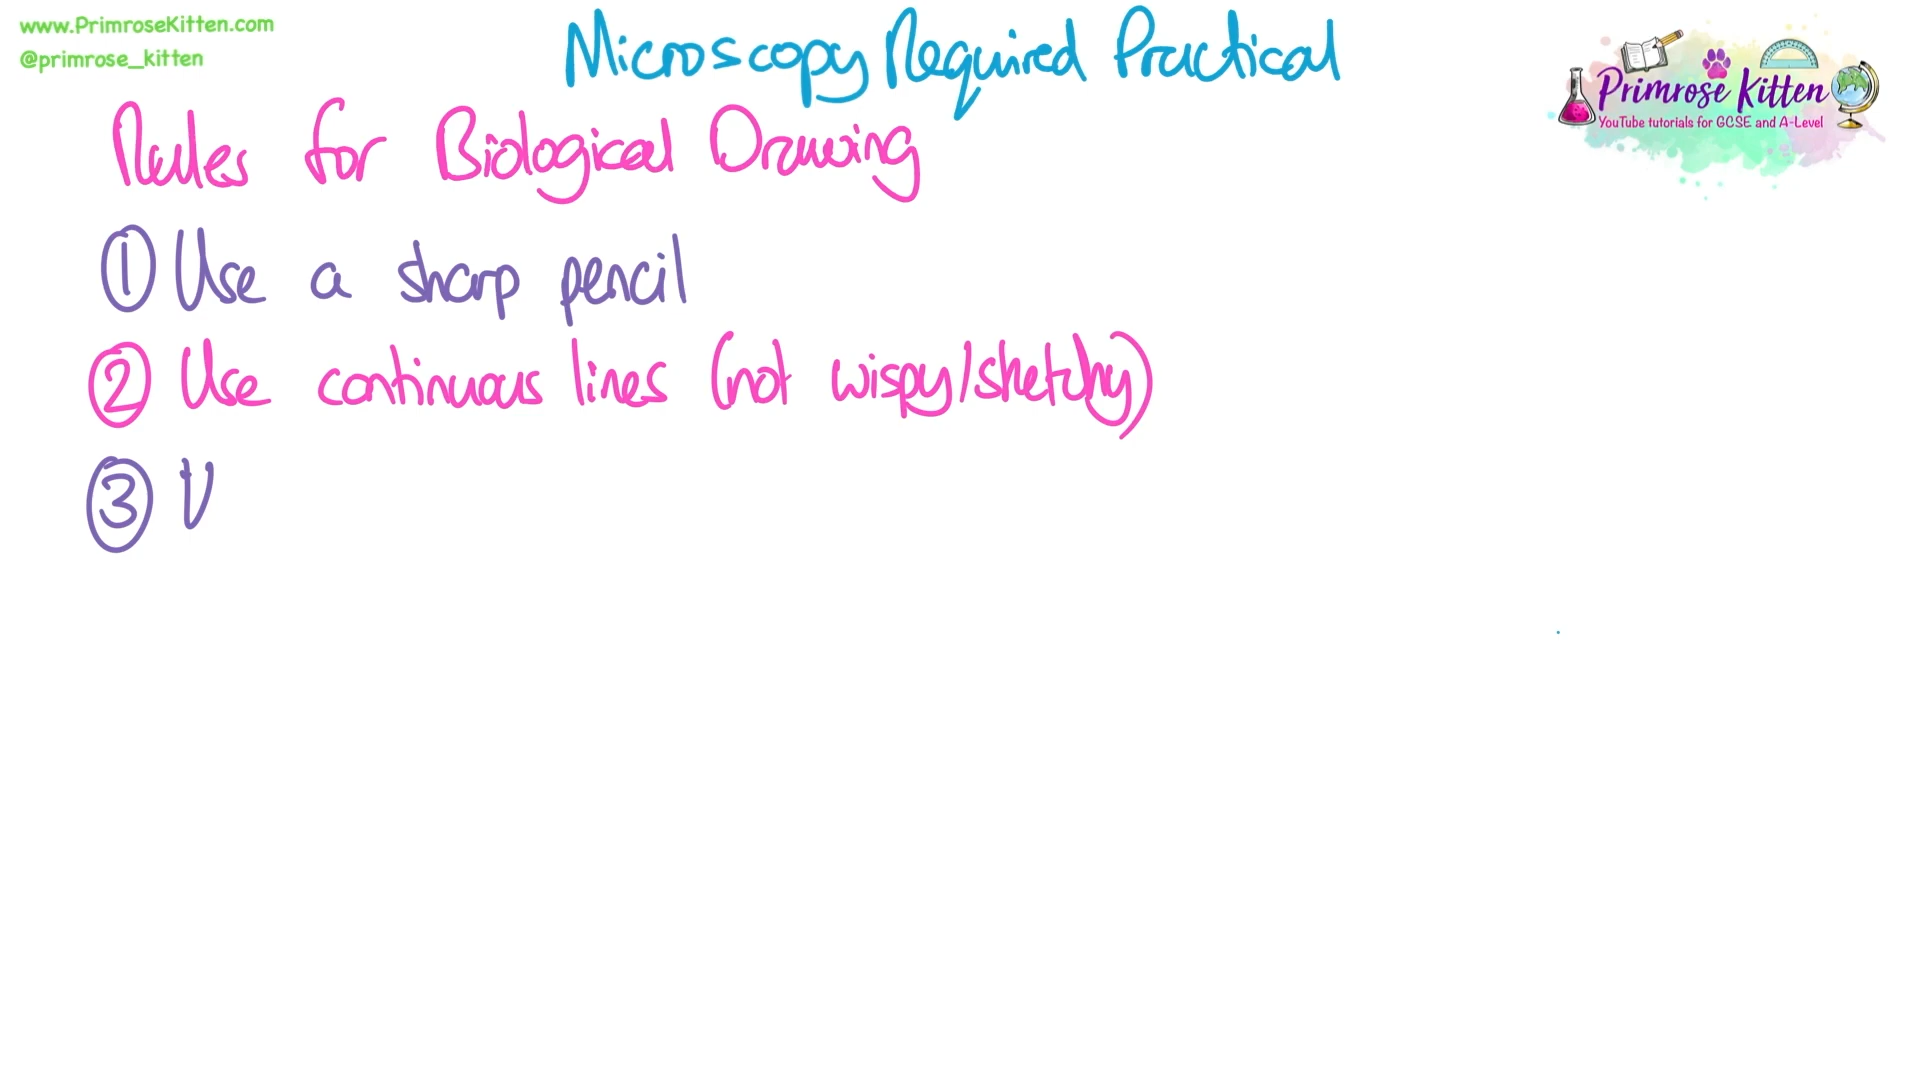 www.PrimroseKitten.com
@primrose_kitten
Microscopy Required Practical
Primrose Kitten
YouTube tutorials for GCSE and A-Level
Rules for Biological Drawing
① Use a sharp pencil
② Use continuous lines (not wispy/sketchy)
③ U